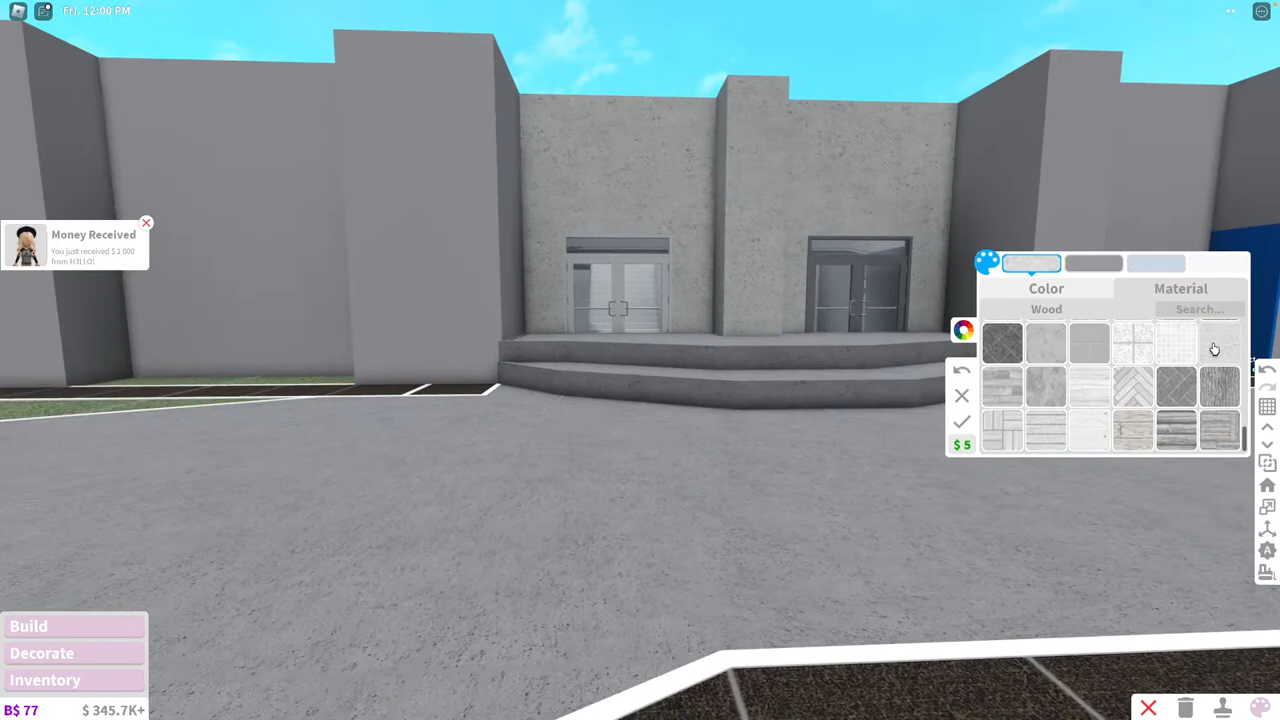 Fri. 12:00 PM
Money Received
You just received $ 1 000
from H3LLO!
Color
Material
Wood
Search...
$ 5
Build
Decorate
Inventory
B$ 77
$ 345.7K+